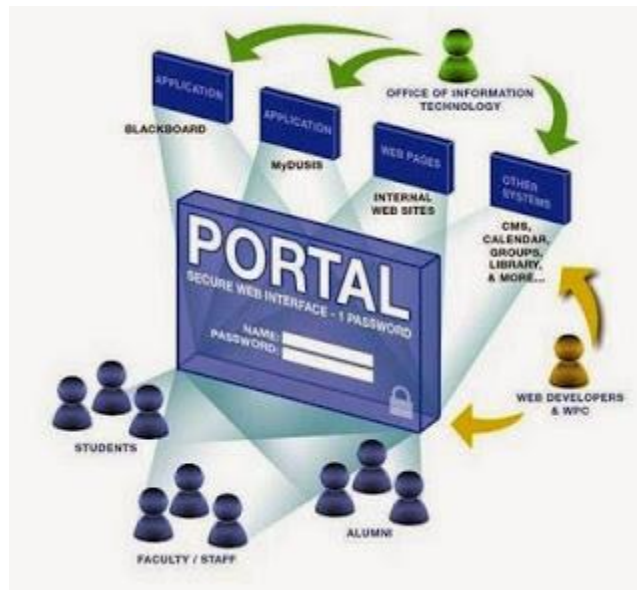 OFFICE OF INFORMATION
TECHNOLOGY
APPLICATION
BLACKBOARD
APPLICATION
MyDUSIS
WEB PAGES
INTERNAL
WEB SITES
OTHER
SYSTEMS
CMS,
CALENDAR,
GROUPS,
LIBRARY,
& MORE...
PORTAL
SECURE WEB INTERFACE - 1 PASSWORD
NAME:
PASSWORD:
WEB DEVELOPERS
& WPC
STUDENTS
ALUMNI
FACULTY / STAFF